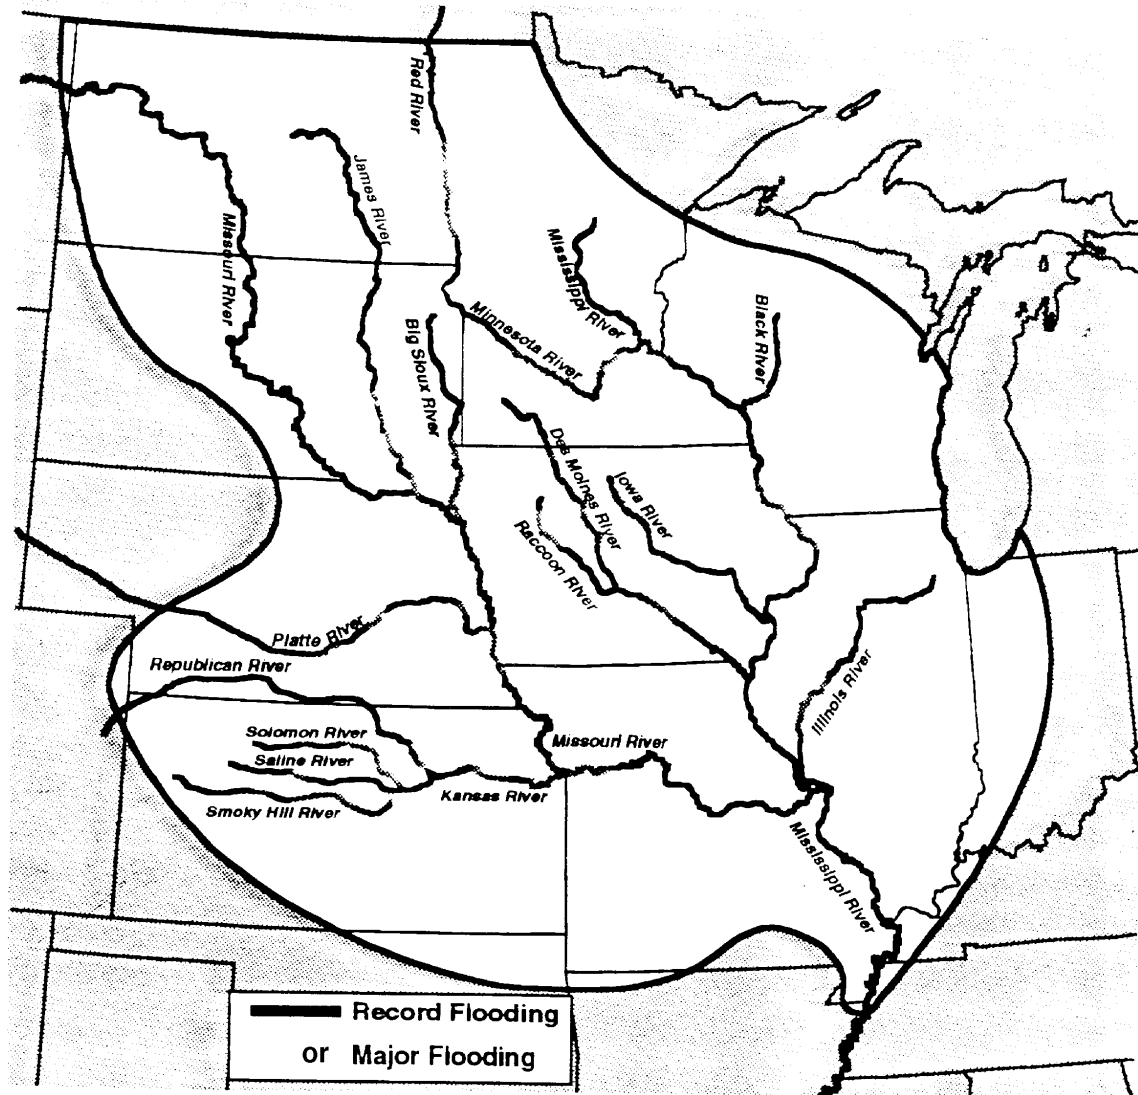 Red River
James River
Missouri River
Mississippi River
Minnesota River
Big Sioux River
Black River
Des Moines River
Iowa River
Raccoon River
Platte River
Republican River
Illinois River
Solomon River
Missouri River
Saline River
Kansas River
Smoky Hill River
Mississippi River
Record Flooding
or Major Flooding